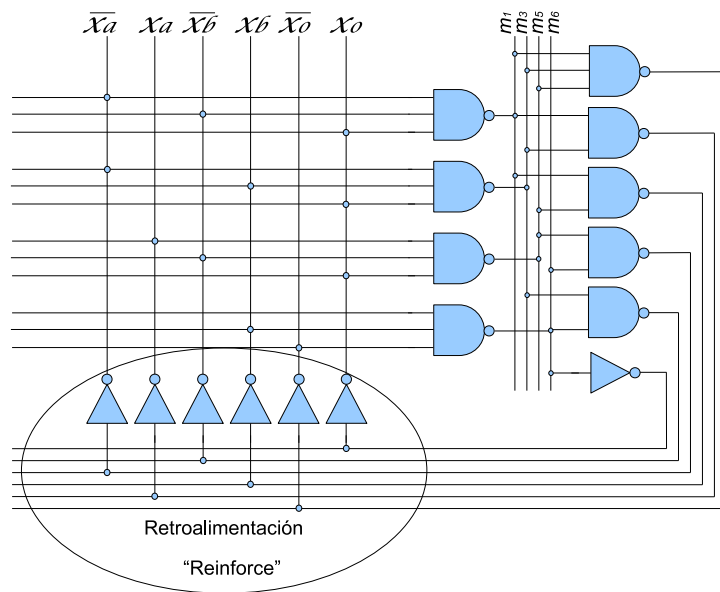 x̅a̅ xa x̅b̅ xb x̅o̅ xo
m₁ m₃ m₅ m₆
Retroalimentación
“Reinforce”